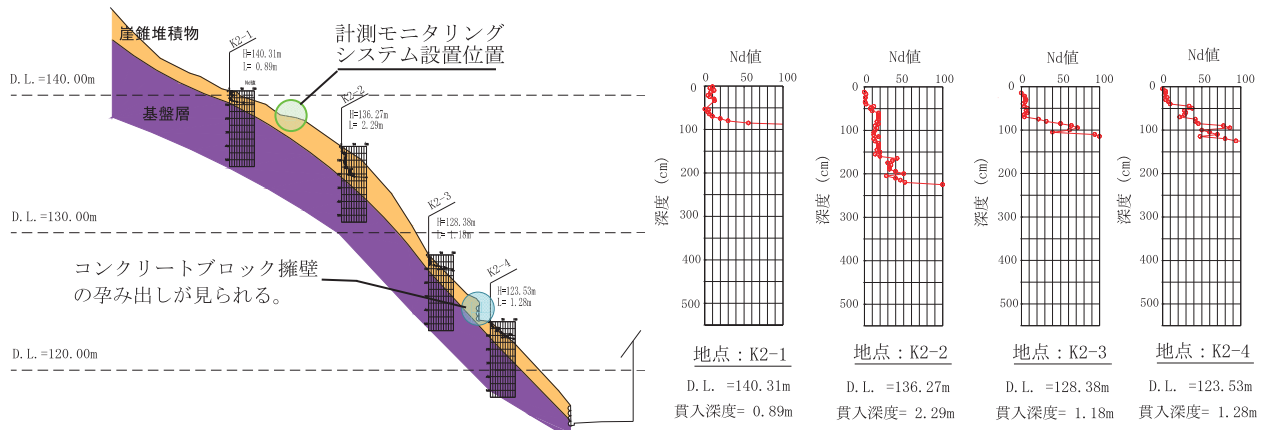 崖錐堆積物
K2-1
H=140.31m
L= 0.89m
Nd値
計測モニタリング
システム設置位置
D.L.=140.00m
基盤層
K2-2
H=136.27m
L= 2.29m
K2-3
H=128.38m
L= 1.18m
D.L.=130.00m
コンクリートブロック擁壁
の孕み出しが見られる。
K2-4
H=123.53m
L= 1.28m
D.L.=120.00m
Nd値
0 50 100
0
100
200
300
400
500
深度 (cm)
地点：K2-1
D.L. =140.31m
貫入深度= 0.89m
Nd値
0 50 100
0
100
200
300
400
500
深度 (cm)
地点：K2-2
D.L. =136.27m
貫入深度= 2.29m
Nd値
0 50 100
0
100
200
300
400
500
深度 (cm)
地点：K2-3
D.L. =128.38m
貫入深度= 1.18m
Nd値
0 50 100
0
100
200
300
400
500
深度 (cm)
地点：K2-4
D.L. =123.53m
貫入深度= 1.28m